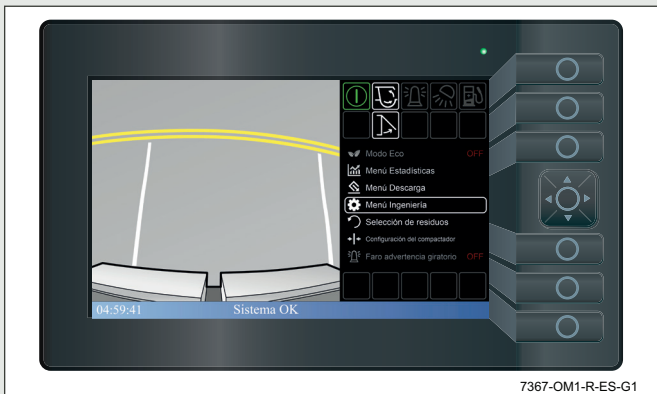 Modo Eco OFF
Menú Estadísticas
Menú Descarga
Menú Ingeniería
Selección de residuos
Configuración del compactador
Faro advertencia giratorio OFF
04:59:41 Sistema OK
7367-OM1-R-ES-G1